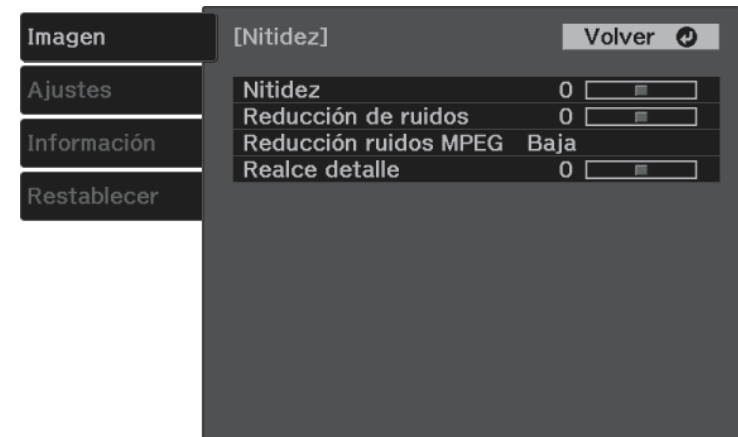 Imagen
Ajustes
Información
Restablecer
[Nitidez]
Volver
Nitidez 0
Reducción de ruidos 0
Reducción ruidos MPEG Baja
Realce detalle 0